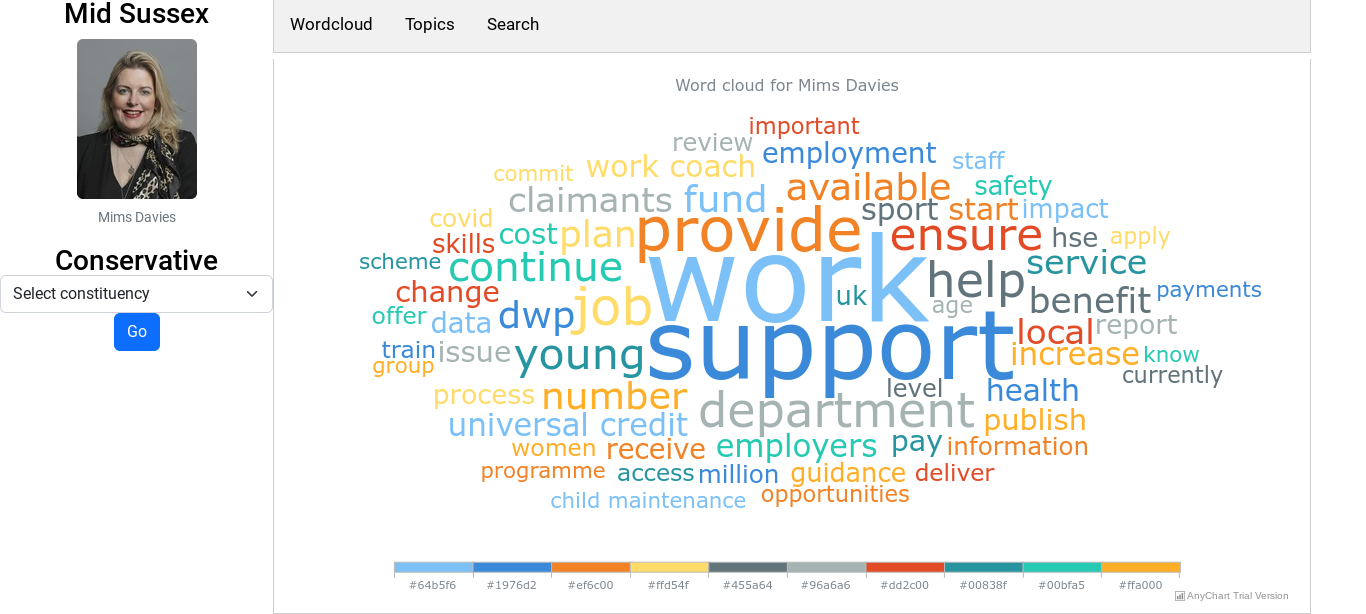 Mid Sussex
Mims Davies
Conservative
Select constituency
Go
Wordcloud Topics Search
Word cloud for Mims Davies
important
review
employment
staff
work coach
commit
available
safety
claimants
fund
sport
start
impact
covid
provide
ensure
hse
apply
skills
cost
plan
scheme
continue
work
help
service
change
job
uk
age
benefit
payments
offer
data
dwp
support
local
report
train
issue
young
increase
know
group
currently
process
number
department
level
health
universal credit
publish
women
receive
employers
pay
information
programme
access
million
guidance
deliver
child maintenance
opportunities
#64b5f6 #1976d2 #ef6c00 #ffd54f #455a64 #96a6a6 #dd2c00 #00838f #00bfa5 #ffa000
AnyChart Trial Version